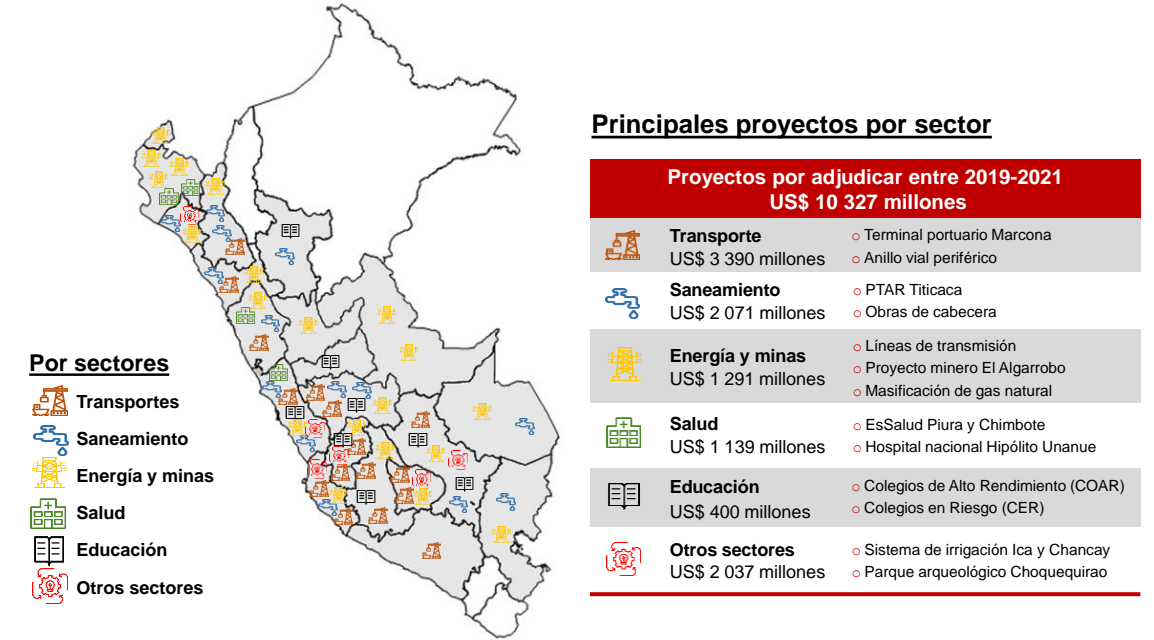 Principales proyectos por sector
Proyectos por adjudicar entre 2019-2021
US$ 10 327 millones
Transporte
US$ 3 390 millones
Terminal portuario Marcona
Anillo vial periférico
Saneamiento
US$ 2 071 millones
PTAR Titicaca
Obras de cabecera
Energía y minas
US$ 1 291 millones
Líneas de transmisión
Proyecto minero El Algarrobo
Masificación de gas natural
Salud
US$ 1 139 millones
EsSalud Piura y Chimbote
Hospital nacional Hipólito Unanue
Educación
US$ 400 millones
Colegios de Alto Rendimiento (COAR)
Colegios en Riesgo (CER)
Otros sectores
US$ 2 037 millones
Sistema de irrigación Ica y Chancay
Parque arqueológico Choquequirao
Por sectores
Transportes
Saneamiento
Energía y minas
Salud
Educación
Otros sectores